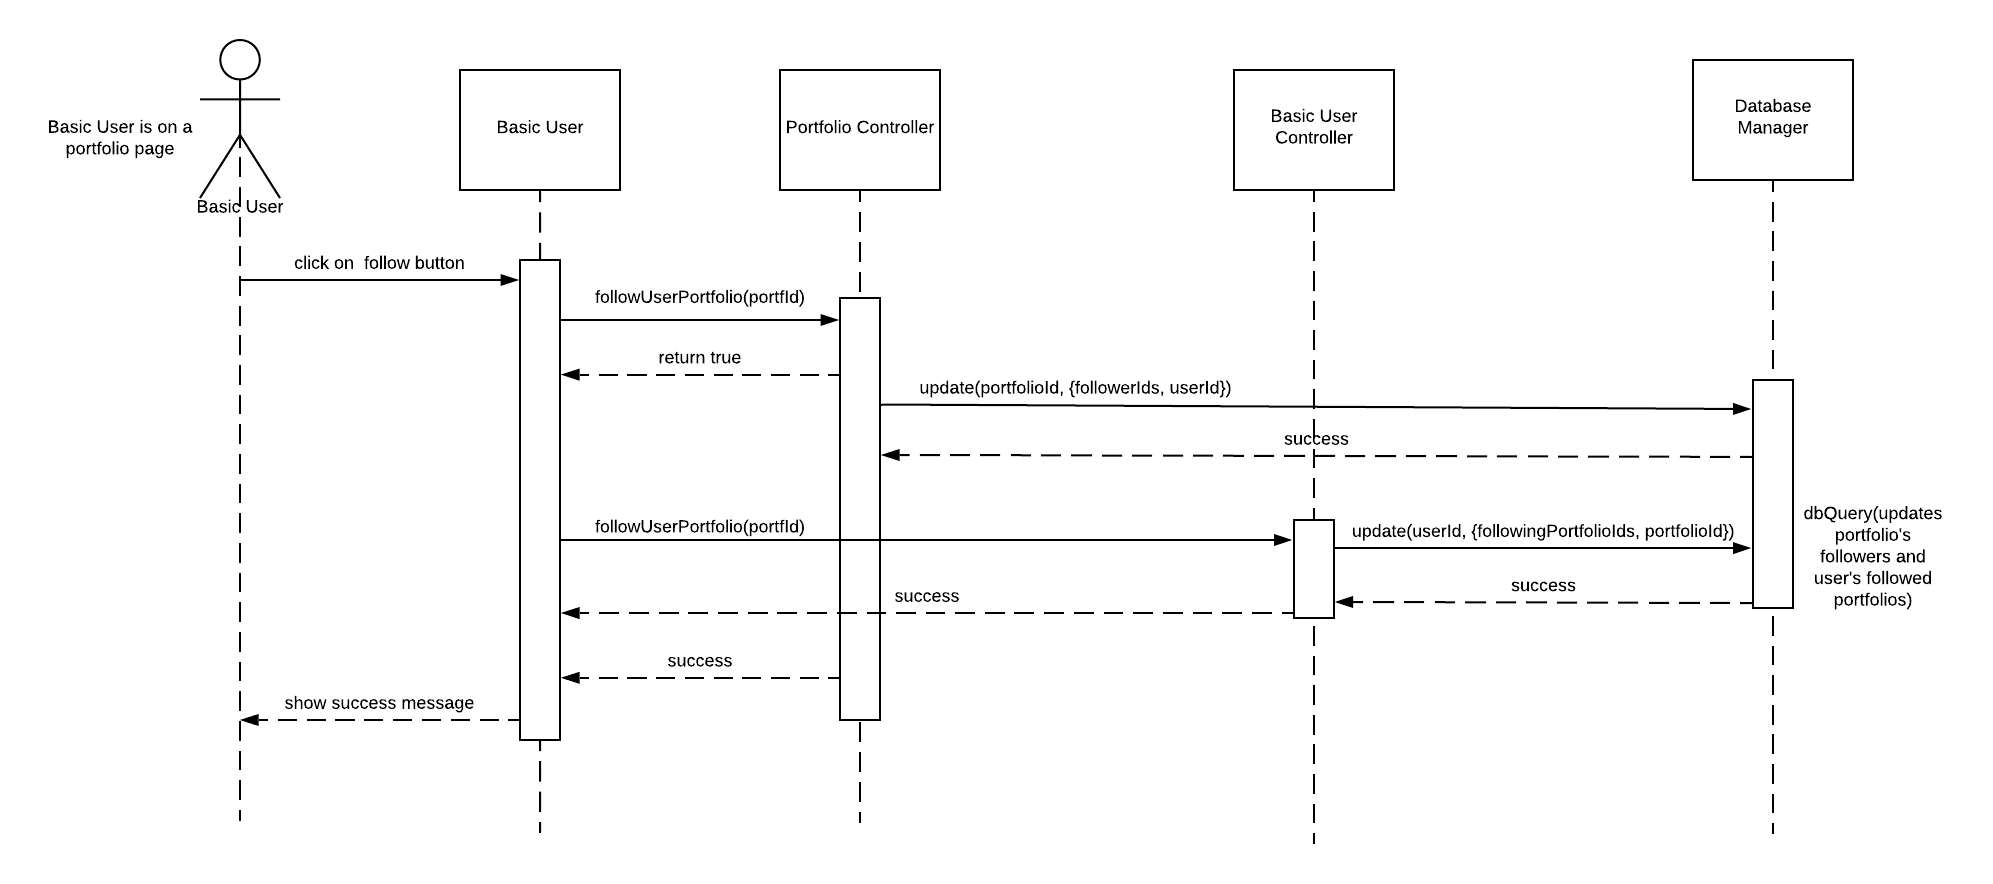 Basic User is on a
portfolio page
Basic User
Basic User
Portfolio Controller
Basic User
Controller
Database
Manager
click on  follow button
followUserPortfolio(portfId)
return true
update(portfolioId, {followerIds, userId})
success
followUserPortfolio(portfId)
update(userId, {followingPortfolioIds, portfolioId})
dbQuery(updates
portfolio's
followers and
user's followed
portfolios)
success
success
success
show success message